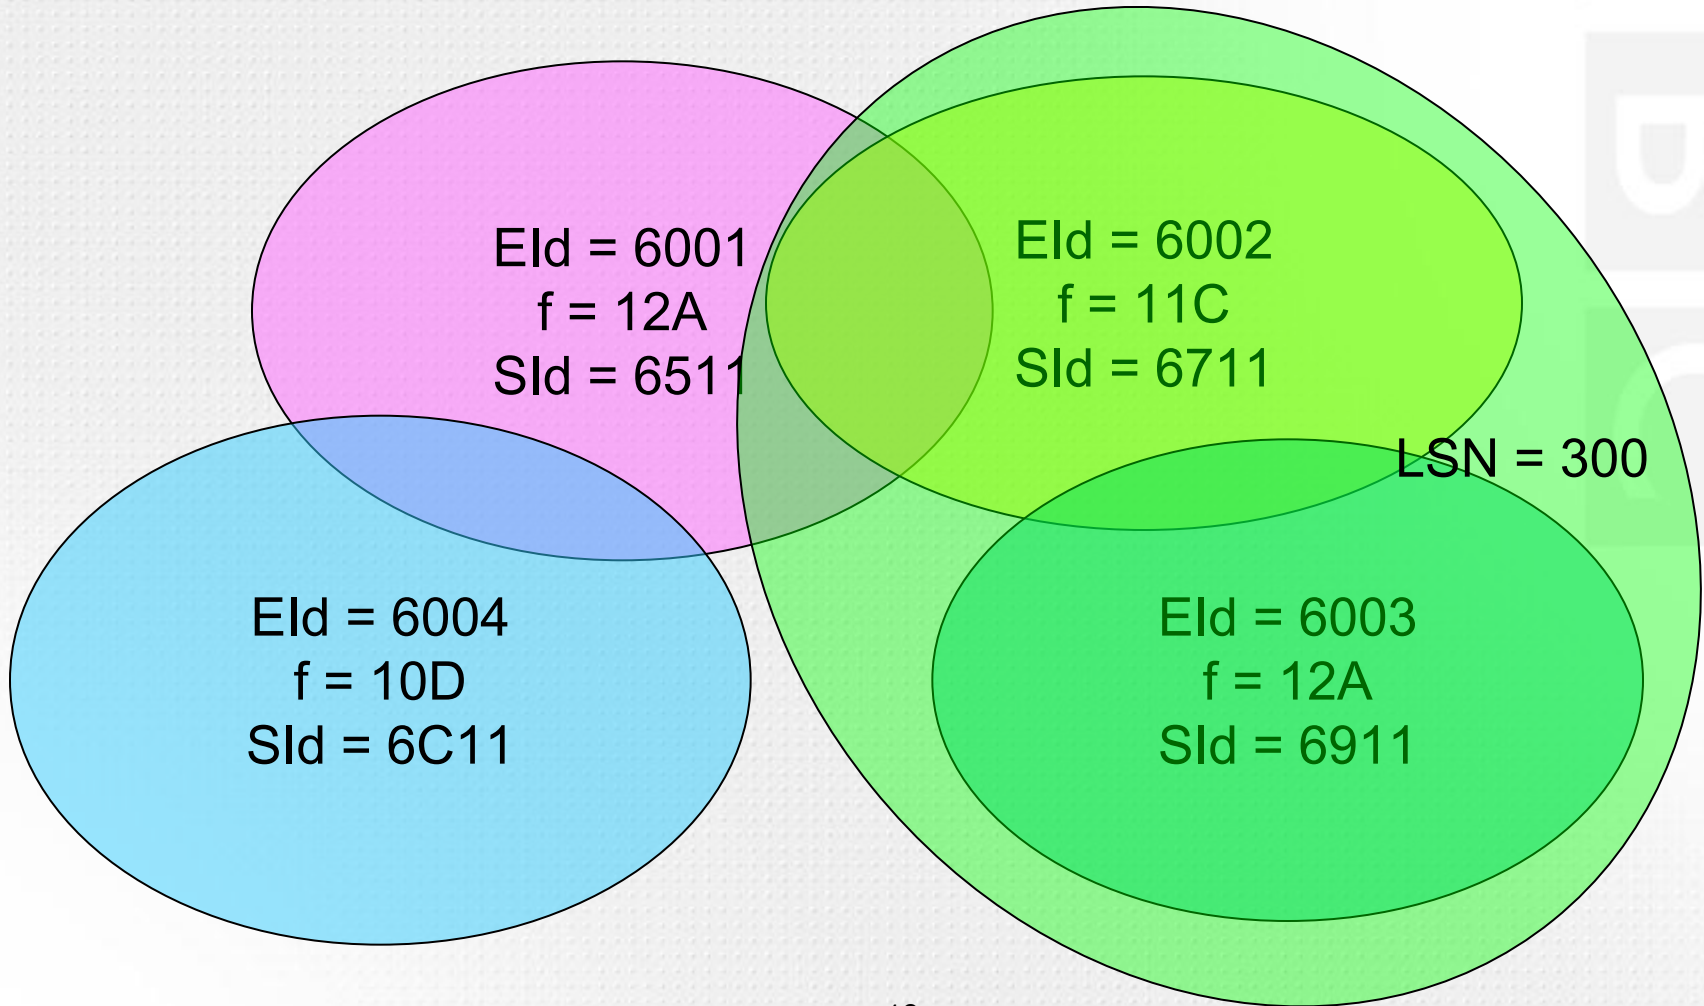 EId = 6001
f = 12A
SId = 6511
EId = 6002
f = 11C
SId = 6711
LSN = 300
EId = 6004
f = 10D
SId = 6C11
EId = 6003
f = 12A
SId = 6911